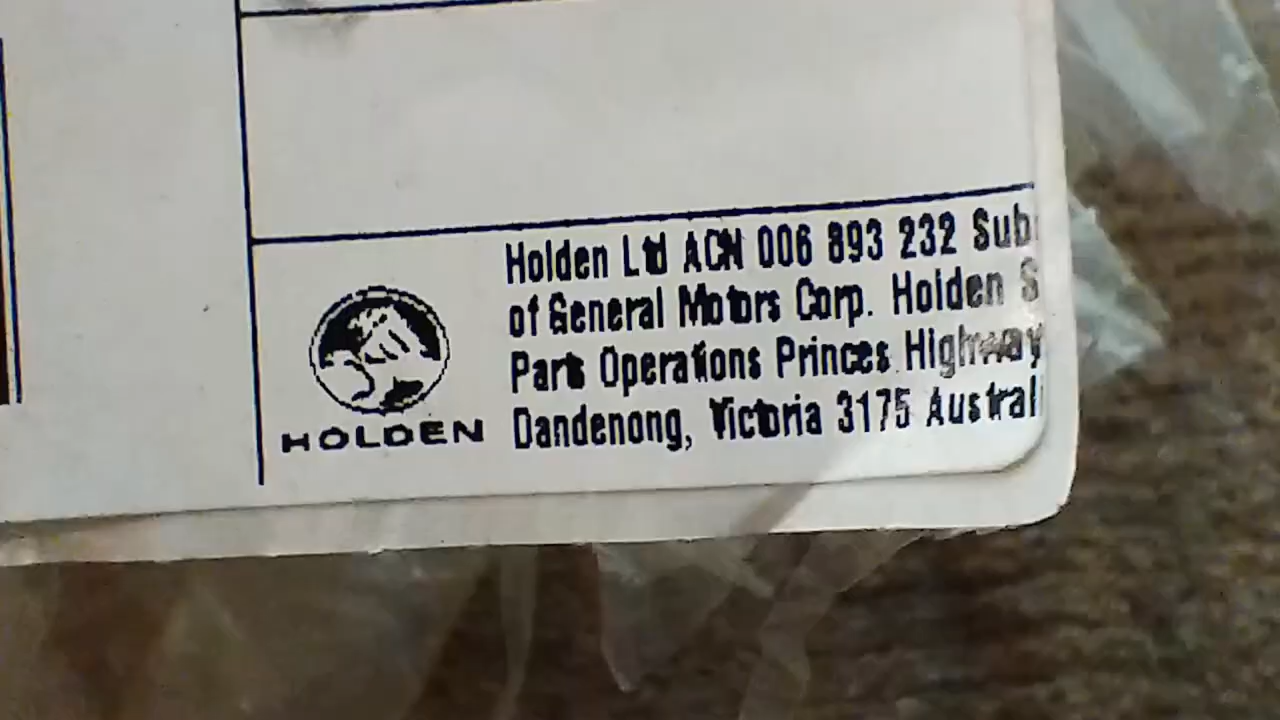 Holden Ltd ACN 006 893 232 Sub
of General Motors Corp. Holden S
Parts Operations Princes Highway
Dandenong, Victoria 3175 Australi
HOLDEN